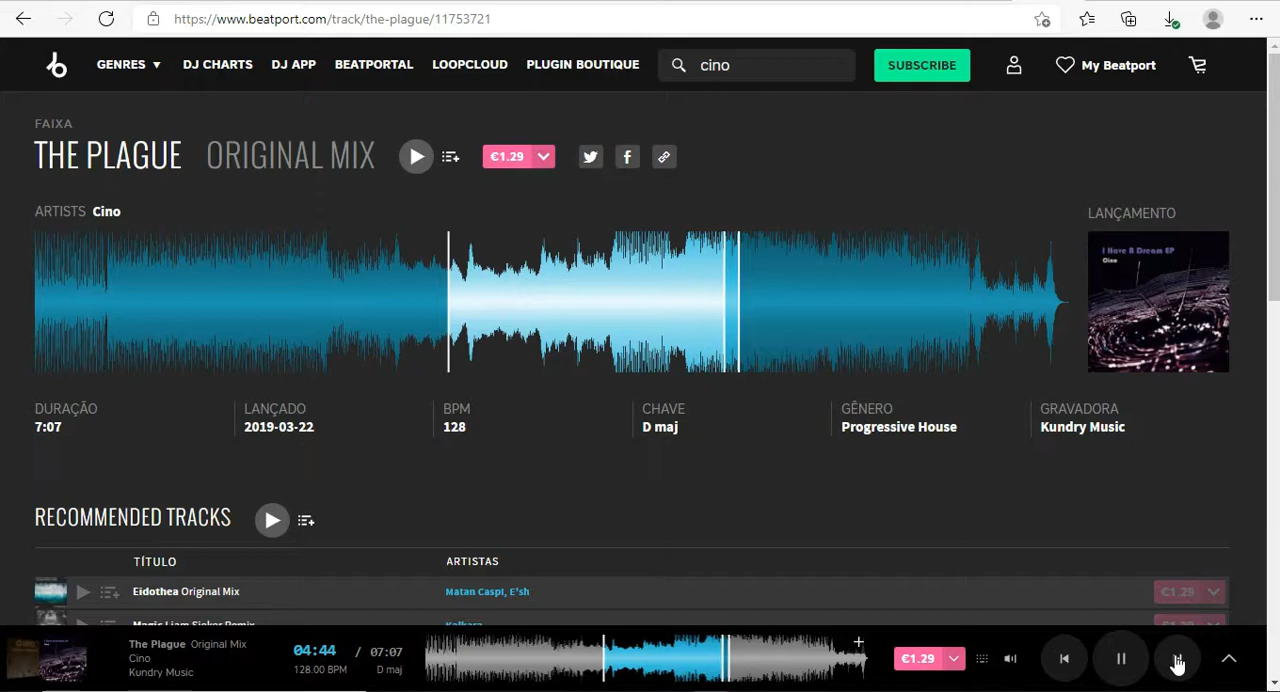 https://www.beatport.com/track/the-plague/11753721
GENRES DJ CHARTS DJ APP BEATPORTAL LOOPCLOUD PLUGIN BOUTIQUE cino SUBSCRIBE My Beatport
FAIXA
THE PLAGUE ORIGINAL MIX €1.29
ARTISTS Cino
LANÇAMENTO
I Have A Dream EP
Cino
DURAÇÃO LANÇADO BPM CHAVE GÊNERO GRAVADORA
7:07 2019-03-22 128 D maj Progressive House Kundry Music
RECOMMENDED TRACKS
TÍTULO ARTISTAS
Eidothea Original Mix Matan Caspi, E'sh €1.29
The Plague Original Mix
Cino
Kundry Music
04:44 / 07:07
128.00 BPM D maj
€1.29